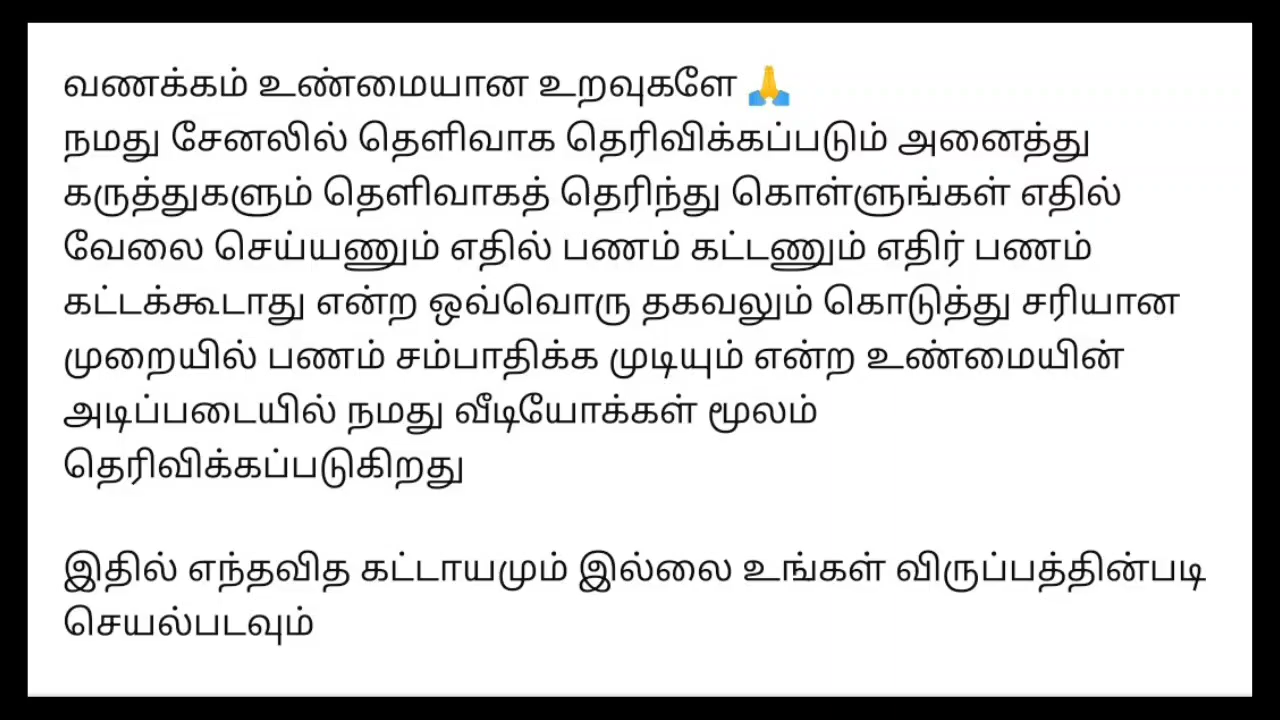 வணக்கம் உண்மையான உறவுகளே 🙏
நமது சேனலில் தெளிவாக தெரிவிக்கப்படும் அனைத்து
கருத்துகளும் தெளிவாகத் தெரிந்து கொள்ளுங்கள் எதில்
வேலை செய்யணும் எதில் பணம் கட்டணும் எதிர் பணம்
கட்டக்கூடாது என்ற ஒவ்வொரு தகவலும் கொடுத்து சரியான
முறையில் பணம் சம்பாதிக்க முடியும் என்ற உண்மையின்
அடிப்படையில் நமது வீடியோக்கள் மூலம்
தெரிவிக்கப்படுகிறது
இதில் எந்தவித கட்டாயமும் இல்லை உங்கள் விருப்பத்தின்படி
செயல்படவும்